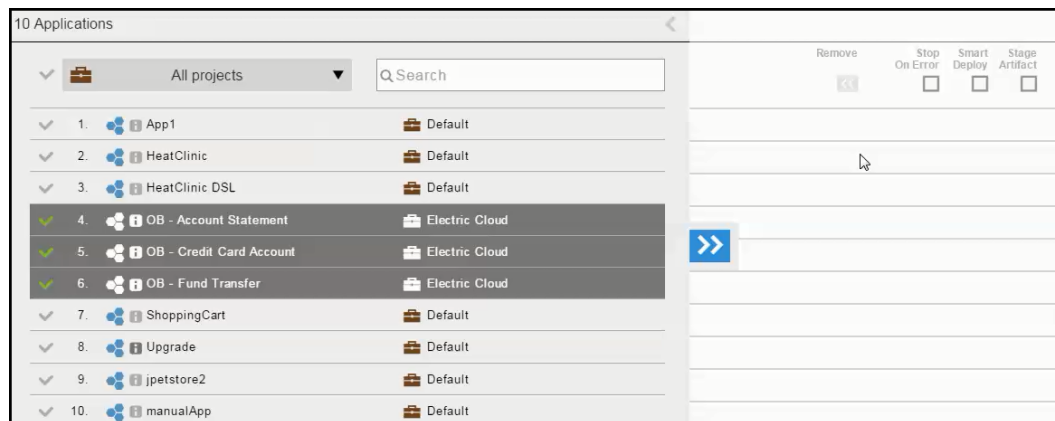 10 Applications
Remove
Stop On Error
Smart Deploy
Stage Artifact
All projects
Search
1. App1 Default
2. HeatClinic Default
3. HeatClinic DSL Default
4. OB - Account Statement Electric Cloud
5. OB - Credit Card Account Electric Cloud
6. OB - Fund Transfer Electric Cloud
7. ShoppingCart Default
8. Upgrade Default
9. jpetstore2 Default
10. manualApp Default